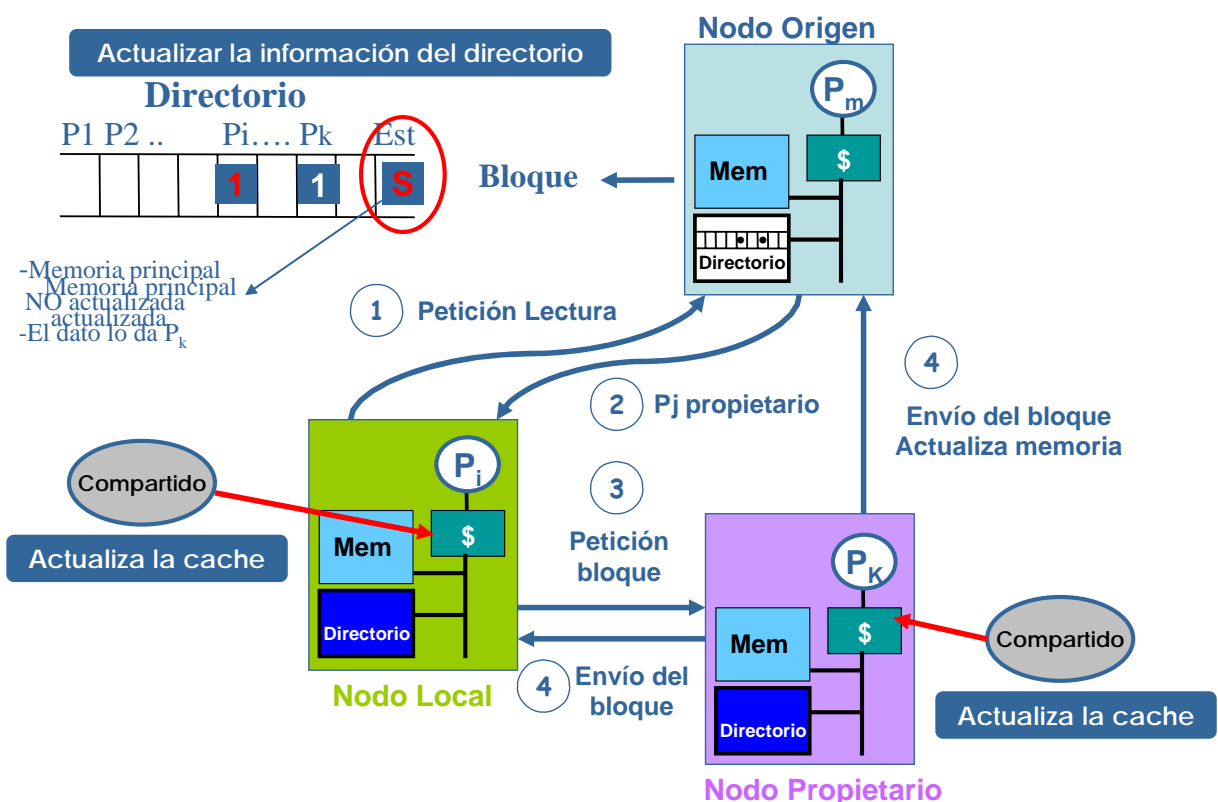 Nodo Origen
Actualizar la información del directorio
Directorio
P1 P2 .. Pi.... Pk Est
1 1 S
Bloque
Pm
$
Mem
Directorio
-Memoria principal
NO actualizada
-El dato lo da Pk
Memoria principal
actualizada
1 Petición Lectura
2 Pj propietario
4
Envío del bloque
Actualiza memoria
Compartido
Actualiza la cache
Pi
$
Mem
Directorio
Nodo Local
3
Petición
bloque
4 Envío del
bloque
PK
$
Mem
Directorio
Nodo Propietario
Compartido
Actualiza la cache